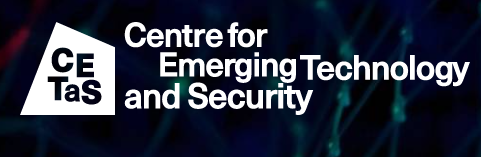 CE
TaS
Centre for
Emerging Technology
and Security